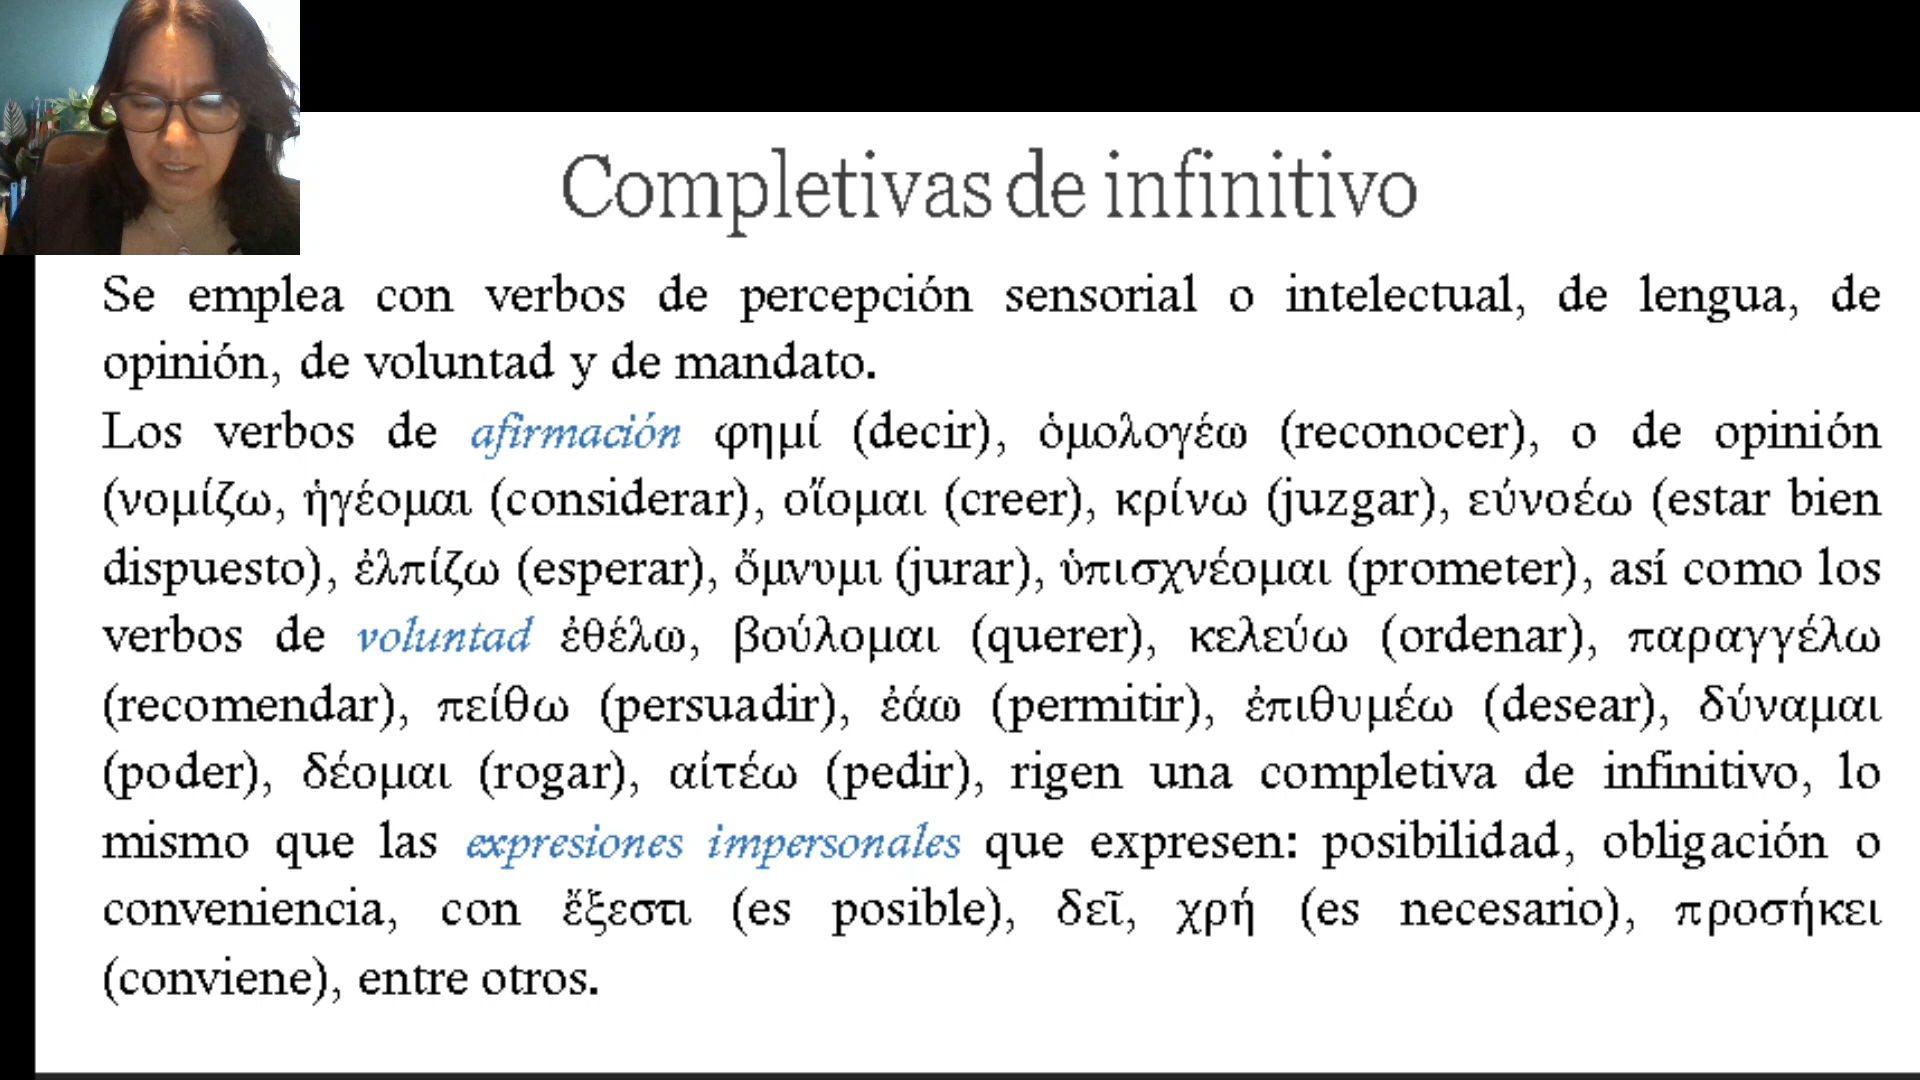 Completivas de infinitivo
Se emplea con verbos de percepción sensorial o intelectual, de lengua, de
opinión, de voluntad y de mandato.
Los verbos de afirmación φημί (decir), ὁμολογέω (reconocer), o de opinión
(νομίζω, ἡγέομαι (considerar), οἴομαι (creer), κρίνω (juzgar), εὐνοέω (estar bien
dispuesto), ἐλπίζω (esperar), ὄμνυμι (jurar), ὑπισχνέομαι (prometer), así como los
verbos de voluntad ἐθέλω, βούλομαι (querer), κελεύω (ordenar), παραγγέλω
(recomendar), πείθω (persuadir), ἐάω (permitir), ἐπιθυμέω (desear), δύναμαι
(poder), δέομαι (rogar), αἰτέω (pedir), rigen una completiva de infinitivo, lo
mismo que las expresiones impersonales que expresen: posibilidad, obligación o
conveniencia, con ἔξεστι (es posible), δεῖ, χρή (es necesario), προσήκει
(conviene), entre otros.